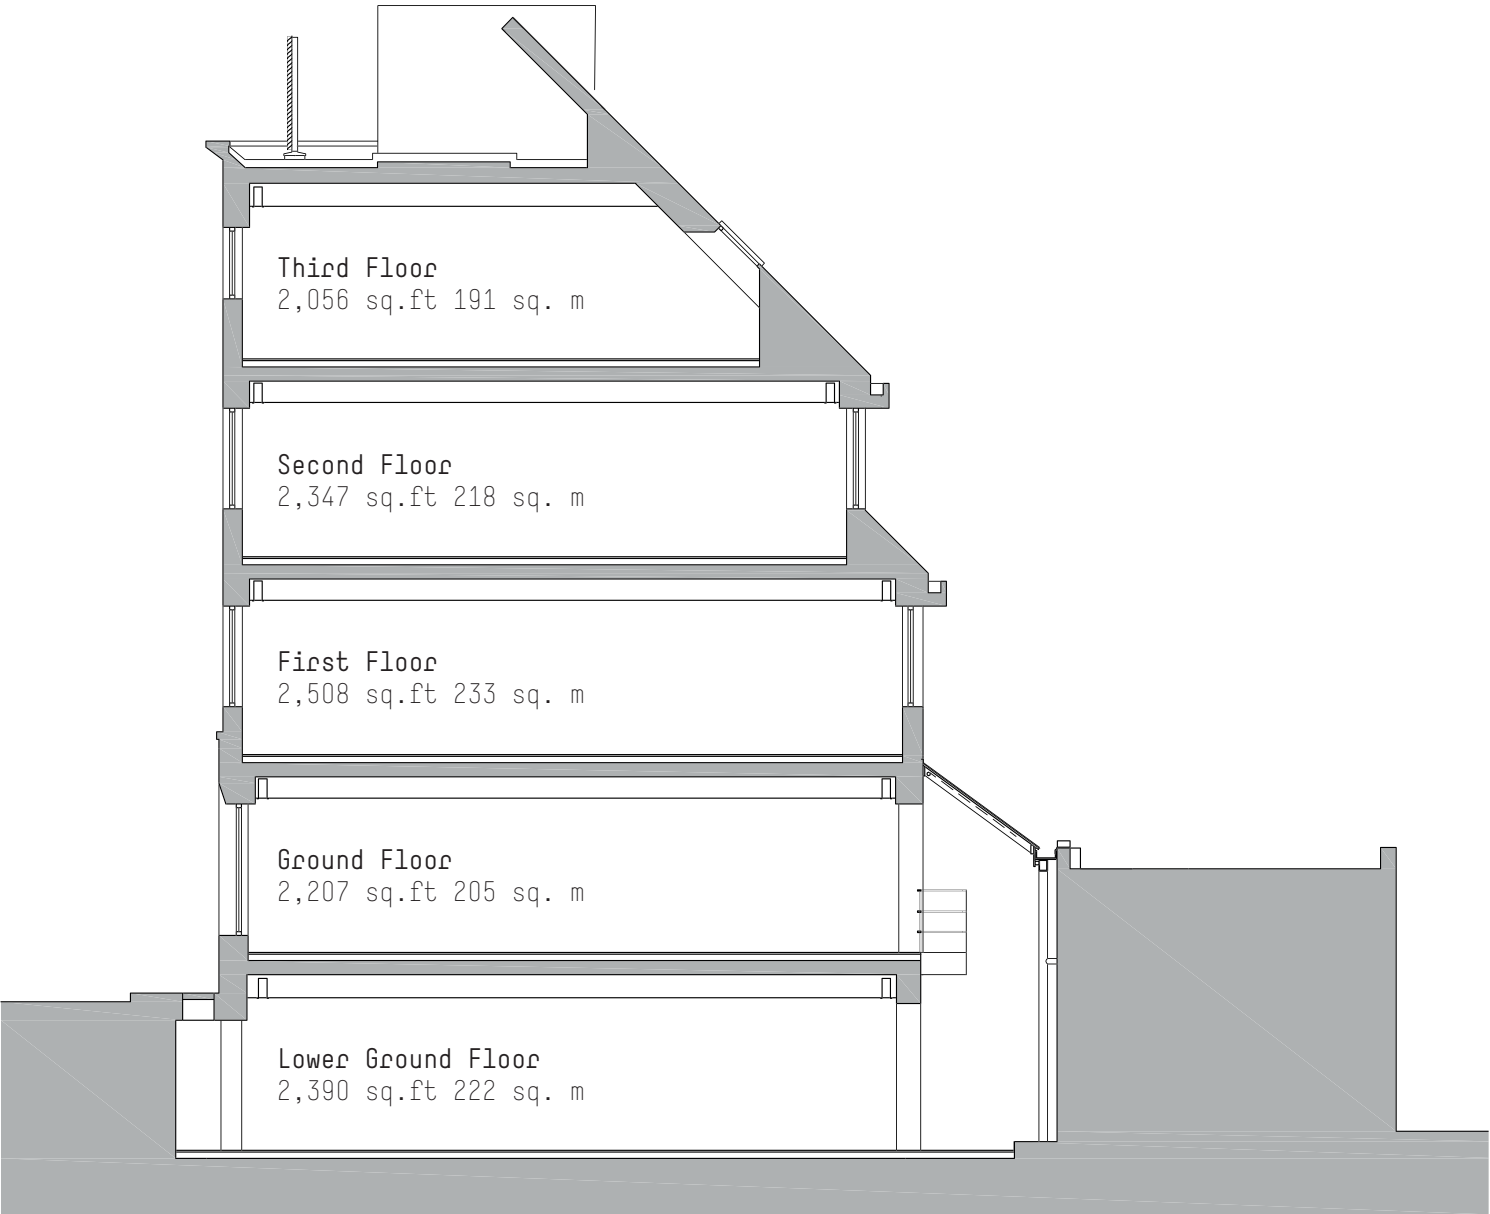 Third Floor
2,056 sq.ft 191 sq. m
Second Floor
2,347 sq.ft 218 sq. m
First Floor
2,508 sq.ft 233 sq. m
Ground Floor
2,207 sq.ft 205 sq. m
Lower Ground Floor
2,390 sq.ft 222 sq. m